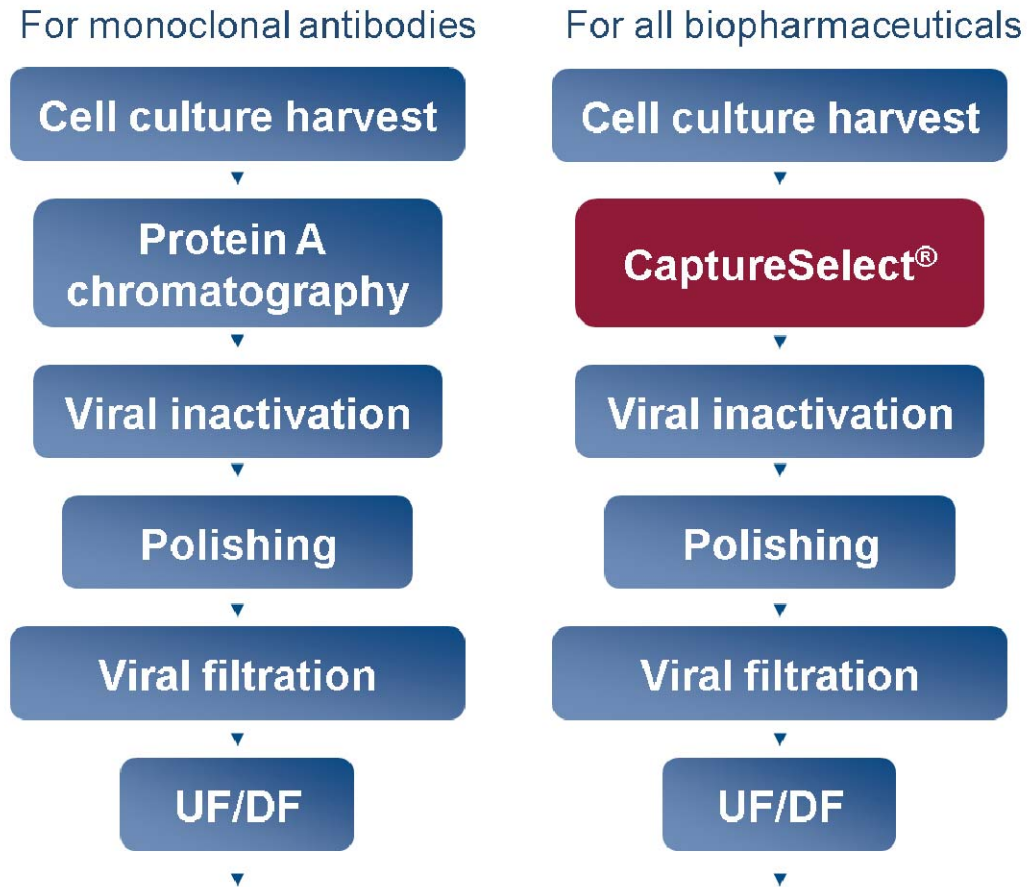 For monoclonal antibodies
Cell culture harvest
Protein A
chromatography
Viral inactivation
Polishing
Viral filtration
UF/DF
For all biopharmaceuticals
Cell culture harvest
CaptureSelect®
Viral inactivation
Polishing
Viral filtration
UF/DF